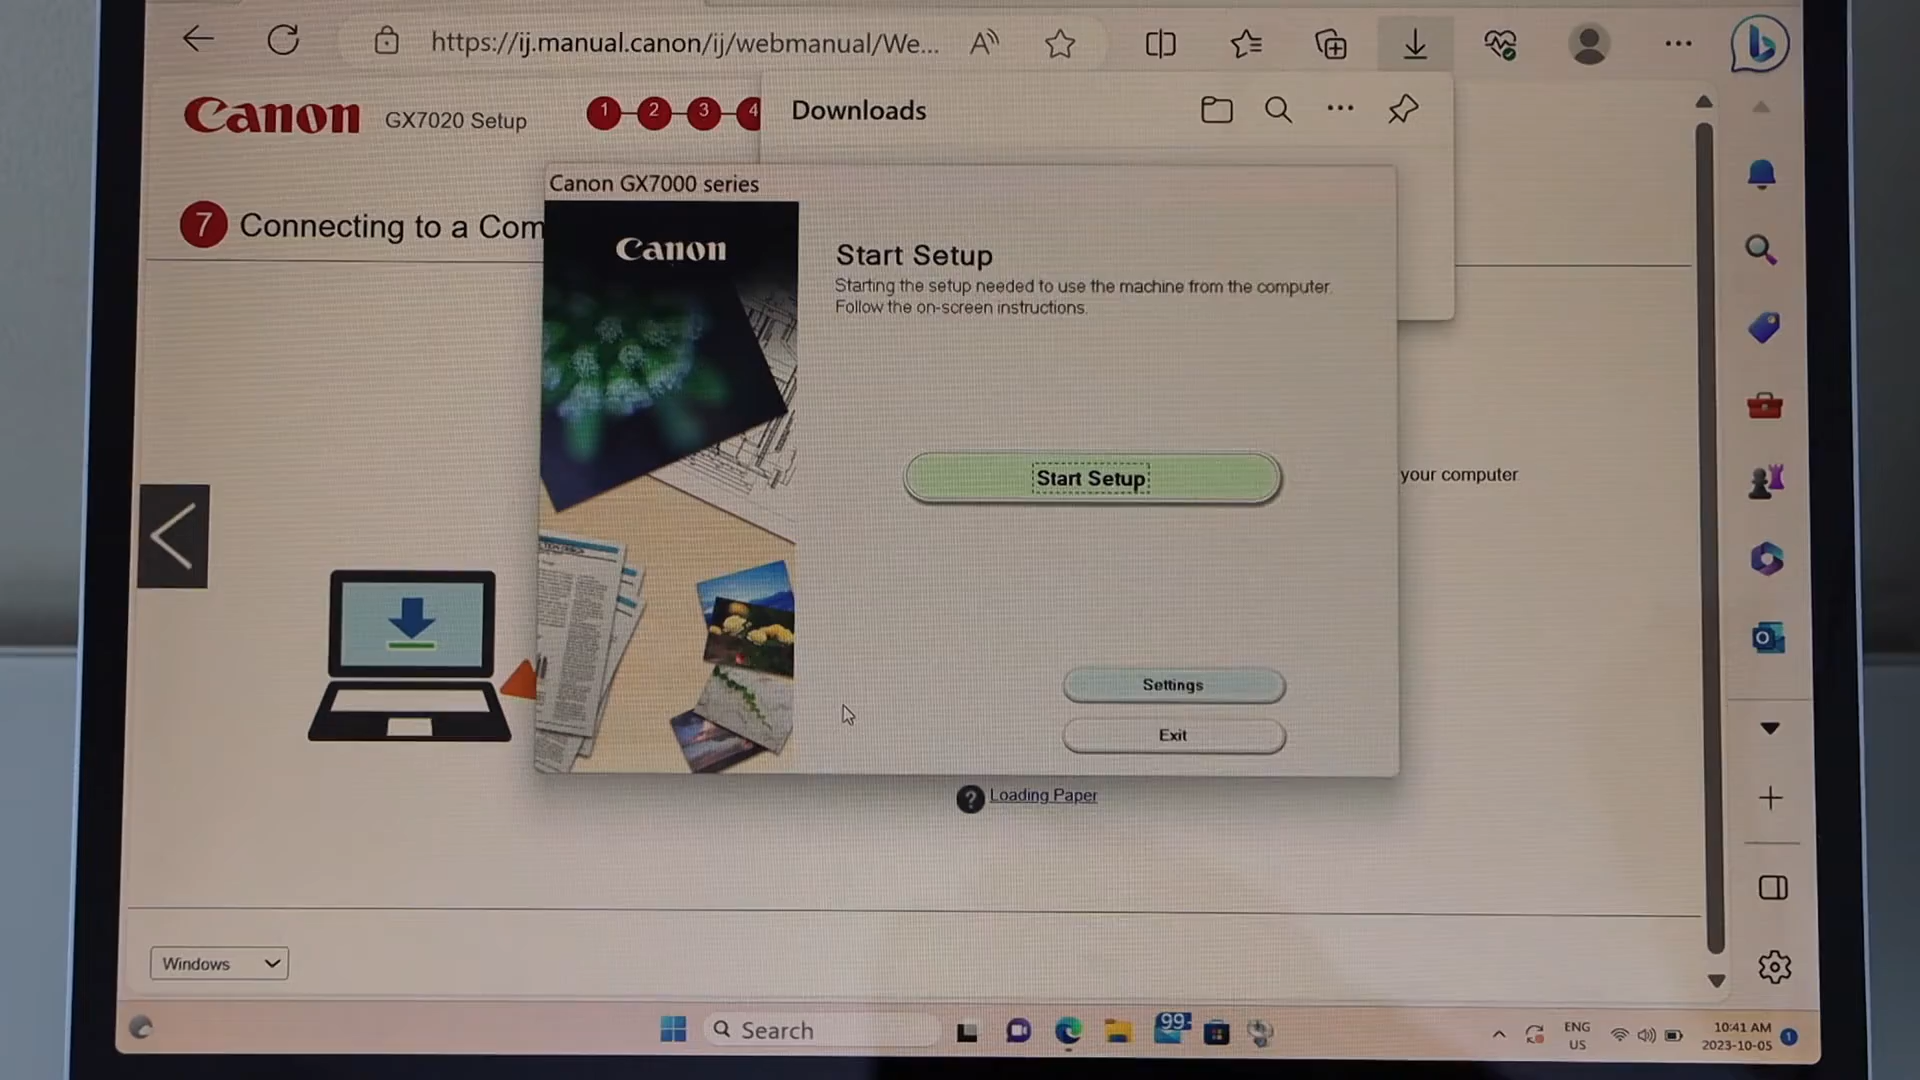 https://ij.manual.canon/ij/webmanual/We...
Canon
GX7020 Setup
1
2
3
4
Downloads
7
Connecting to a Com
Canon GX7000 series
Canon
Start Setup
Starting the setup needed to use the machine from the computer.
Follow the on-screen instructions.
Start Setup
your computer
Settings
Exit
? Loading Paper
Windows
Search
99+
ENG
US
10:41 AM
2023-10-05
1